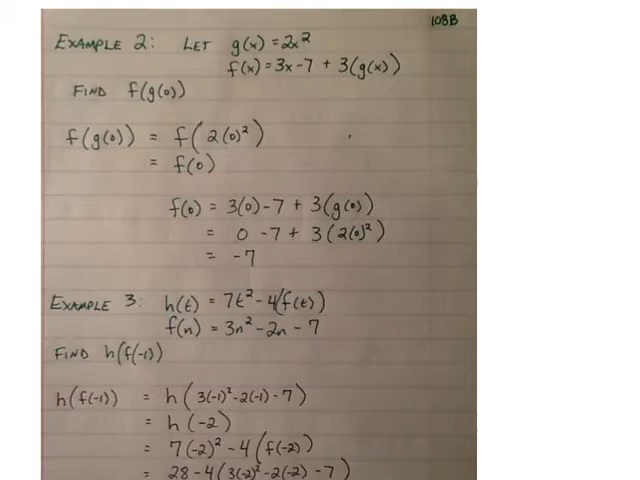 108B
EXAMPLE 2: LET g(x) = 2x²
f(x) = 3x - 7 + 3(g(x))
FIND f(g(0))
f(g(0)) = f(2(0)²)
= f(0)
f(0) = 3(0) - 7 + 3(g(0))
= 0 - 7 + 3(2(0)²)
= -7
EXAMPLE 3: h(t) = 7t² - 4(f(t))
f(n) = 3n² - 2n - 7
FIND h(f(-1))
h(f(-1)) = h(3(-1)² - 2(-1) - 7)
= h(-2)
= 7(-2)² - 4(f(-2))
= 28 - 4(3(-2)² - 2(-2) - 7)